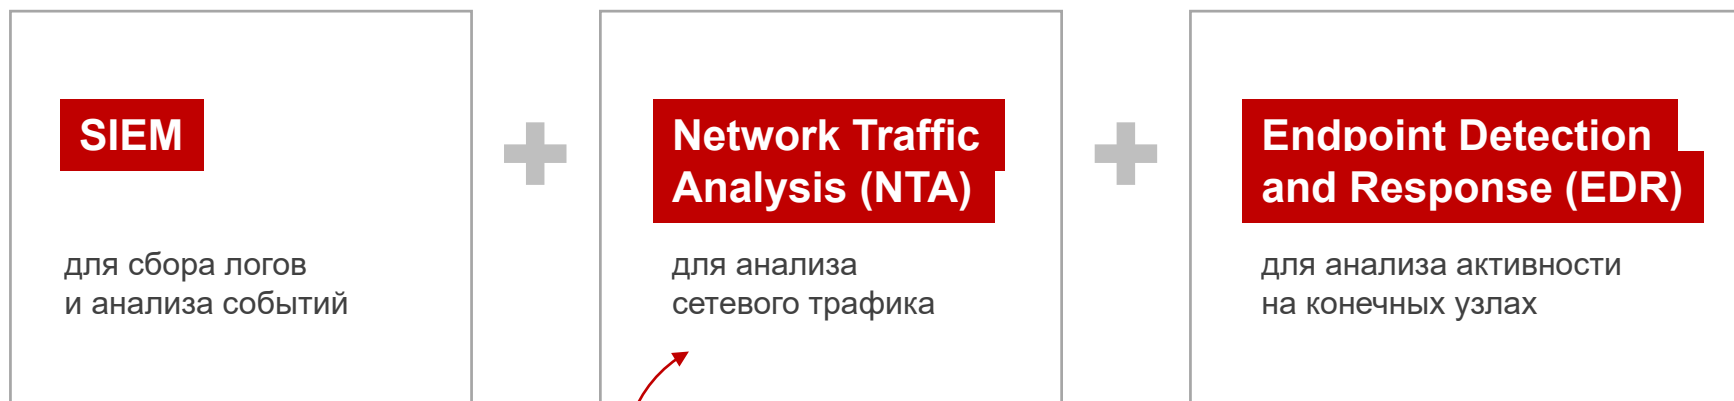 SIEM
для сбора логов
и анализа событий
Network Traffic
Analysis (NTA)
для анализа
сетевого трафика
Endpoint Detection
and Response (EDR)
для анализа активности
на конечных узлах